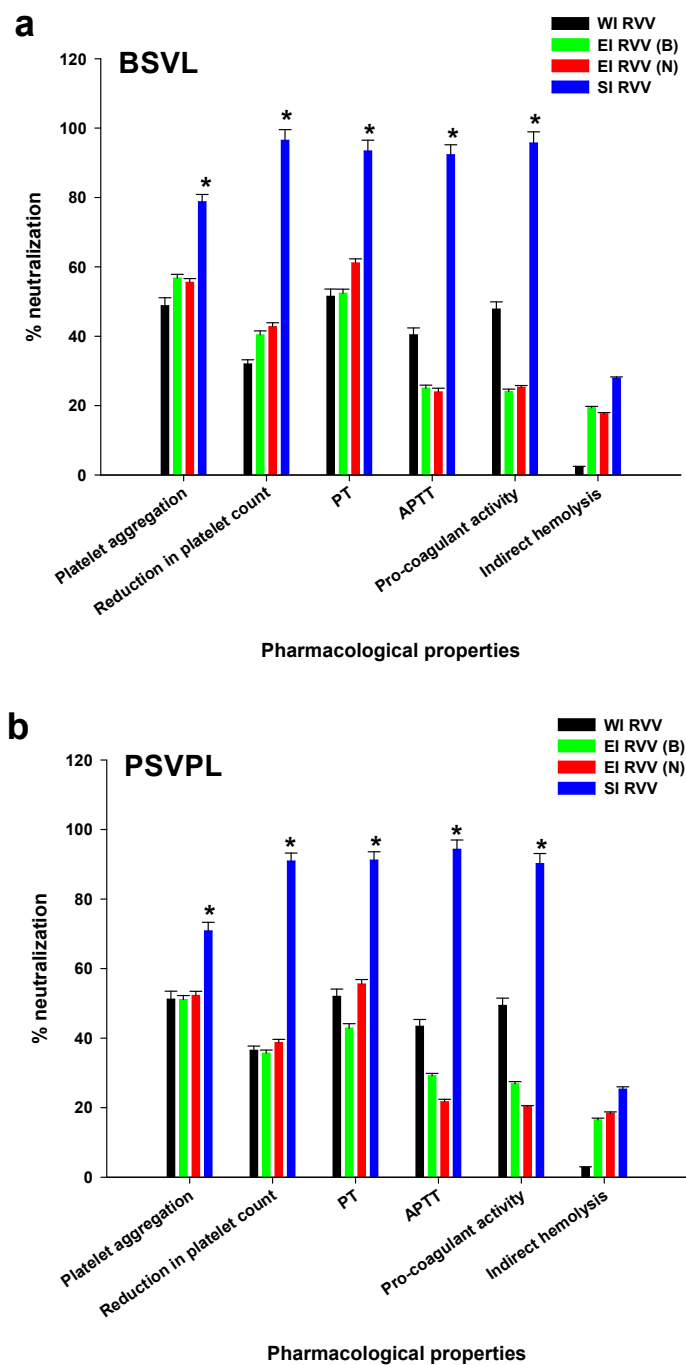 a
BSVL
WI RVV
EI RVV (B)
EI RVV (N)
SI RVV
120
100
80
60
40
20
0
% neutralization
*
*
*
*
*
Platelet aggregation
Reduction in platelet count
PT
APTT
Pro-coagulant activity
Indirect hemolysis
Pharmacological properties
b
PSVPL
WI RVV
EI RVV (B)
EI RVV (N)
SI RVV
120
100
80
60
40
20
0
% neutralization
*
*
*
*
*
Platelet aggregation
Reduction in platelet count
PT
APTT
Pro-coagulant activity
Indirect hemolysis
Pharmacological properties